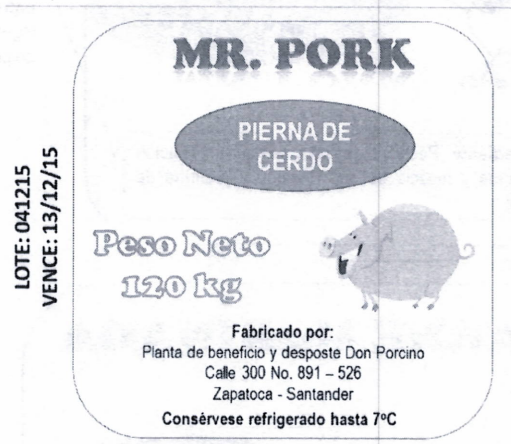 MR. PORK
PIERNA DE
CERDO
Peso Neto
120 kg
Fabricado por:
Planta de beneficio y desposte Don Porcino
Calle 300 No. 891 – 526
Zapatoca - Santander
Consérvese refrigerado hasta 7ºC
LOTE: 041215
VENCE: 13/12/15